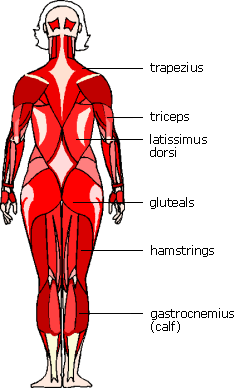 trapezius
triceps
latissimus
dorsi
gluteals
hamstrings
gastrocnemius
(calf)